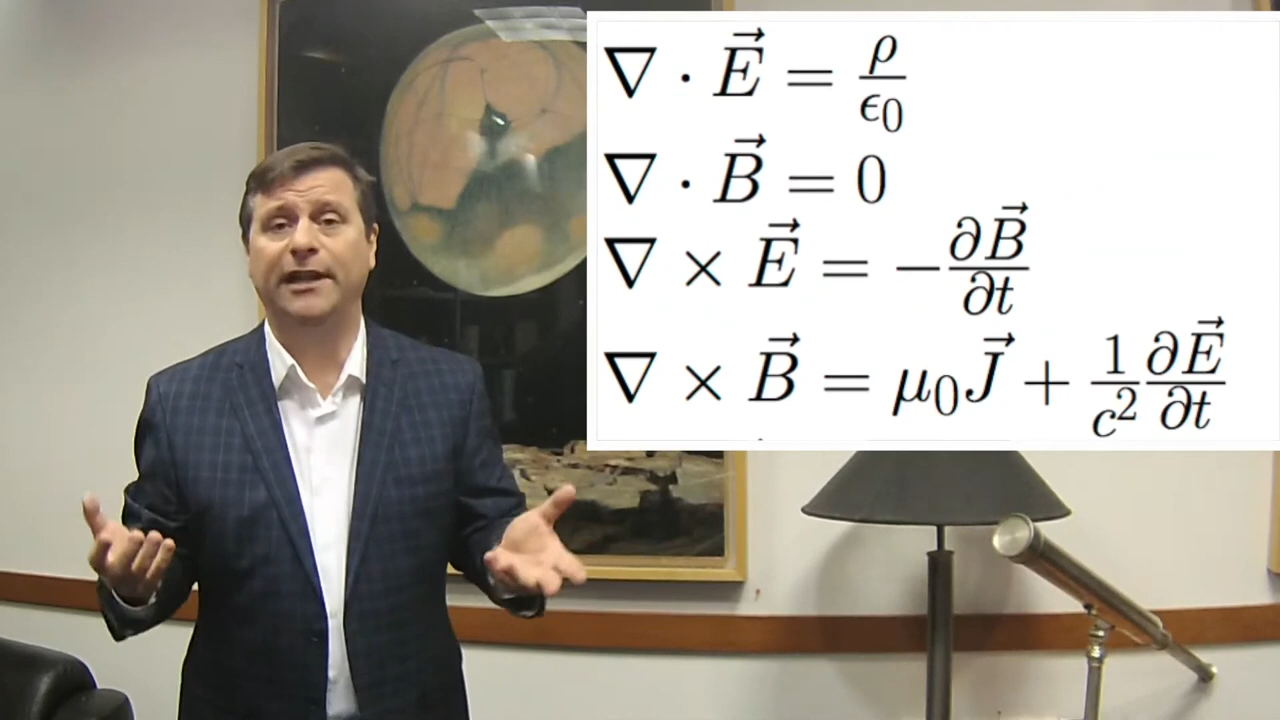 ∇ · E⃗ = ρ/ϵ₀
∇ · B⃗ = 0
∇ × E⃗ = −∂B⃗/∂t
∇ × B⃗ = μ₀J⃗ + 1/c² ∂E⃗/∂t